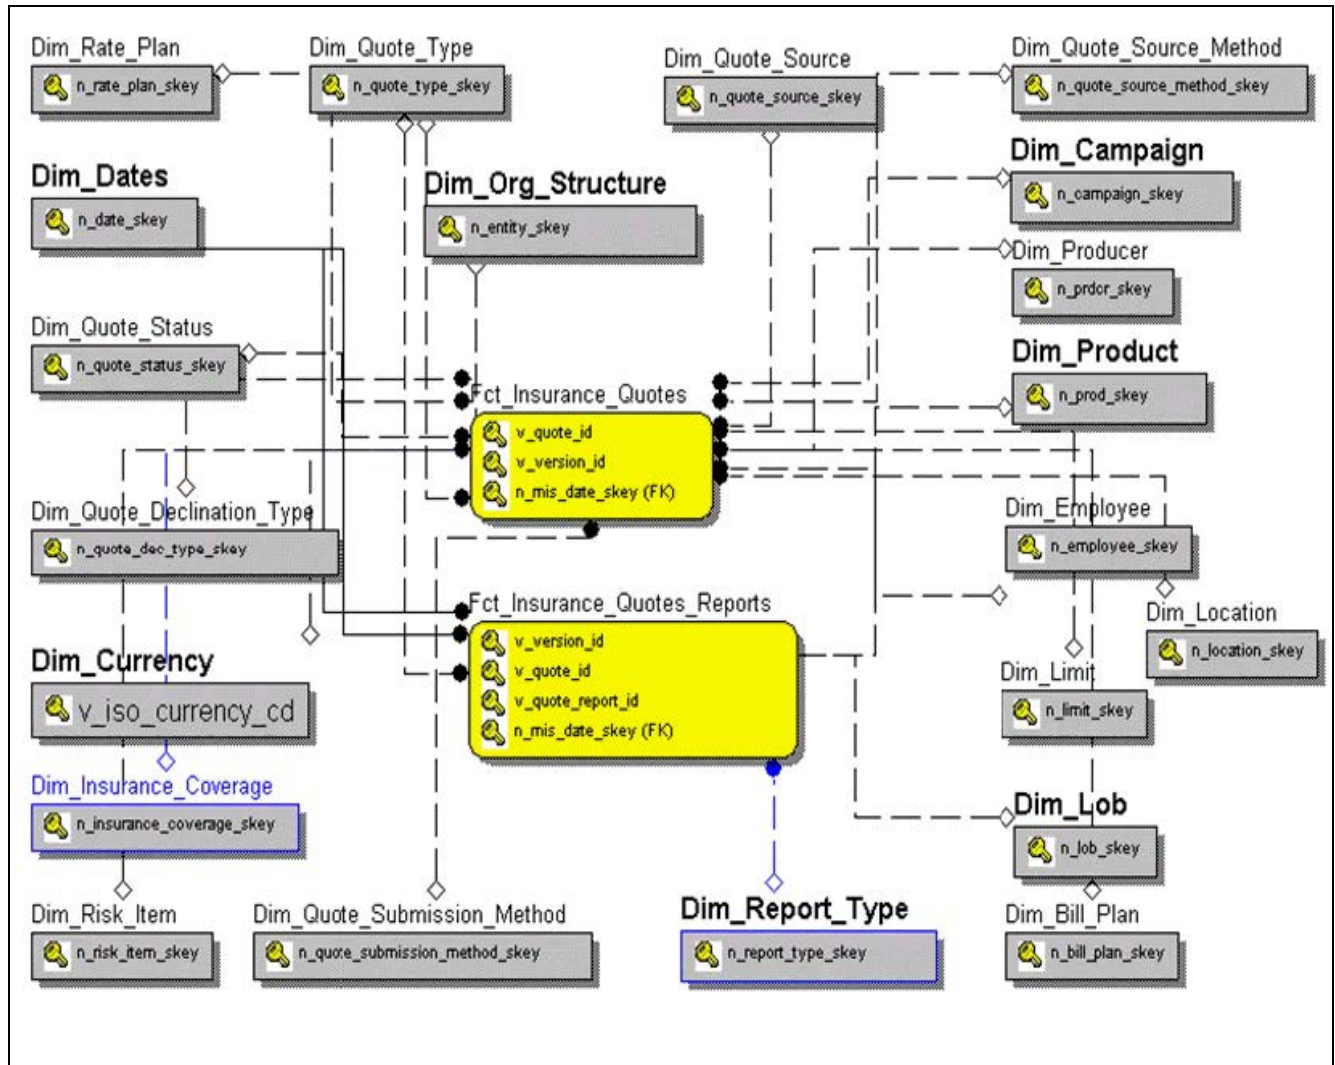 Dim_Rate_Plan
n_rate_plan_skey
Dim_Quote_Type
n_quote_type_skey
Dim_Quote_Source
n_quote_source_skey
Dim_Quote_Source_Method
n_quote_source_method_skey
Dim_Dates
n_date_skey
Dim_Org_Structure
n_entity_skey
Dim_Campaign
n_campaign_skey
Dim_Producer
n_prdcr_skey
Dim_Quote_Status
n_quote_status_skey
Dim_Product
n_prod_skey
Fct_Insurance_Quotes
v_quote_id
v_version_id
n_mis_date_skey (FK)
Dim_Quote_Declination_Type
n_quote_dec_type_skey
Dim_Employee
n_employee_skey
Fct_Insurance_Quotes_Reports
v_version_id
v_quote_id
v_quote_report_id
n_mis_date_skey (FK)
Dim_Location
n_location_skey
Dim_Currency
v_iso_currency_cd
Dim_Limit
n_limit_skey
Dim_Insurance_Coverage
n_insurance_coverage_skey
Dim_Lob
n_lob_skey
Dim_Risk_Item
n_risk_item_skey
Dim_Quote_Submission_Method
n_quote_submission_method_skey
Dim_Report_Type
n_report_type_skey
Dim_Bill_Plan
n_bill_plan_skey